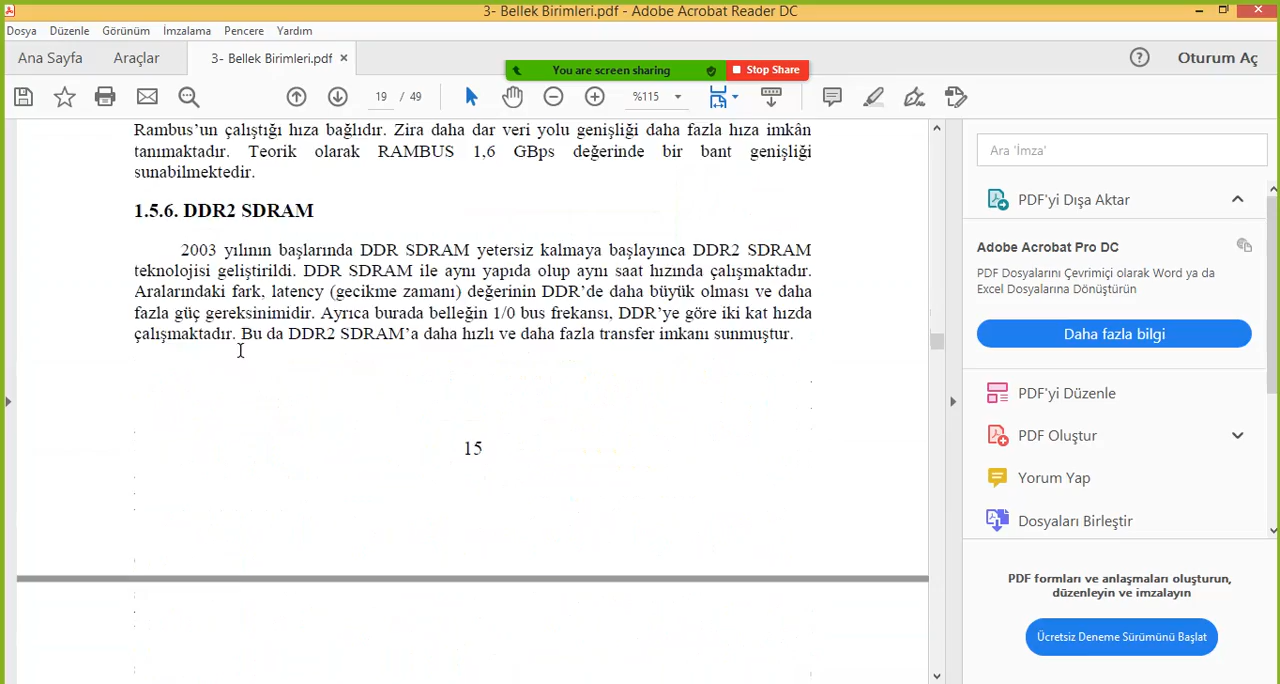 3- Bellek Birimleri.pdf - Adobe Acrobat Reader DC
Dosya Düzenle Görünüm İmzalama Pencere Yardım
Ana Sayfa Araçlar 3- Bellek Birimleri.pdf × Oturum Aç
You are screen sharing Stop Share
19 / 49 %115
Rambus'un çalıştığı hıza bağlıdır. Zira daha dar veri yolu genişliği daha fazla hıza imkân
tanımaktadır. Teorik olarak RAMBUS 1,6 GBps değerinde bir bant genişliği
sunabilmektedir.
1.5.6. DDR2 SDRAM
2003 yılının başlarında DDR SDRAM yetersiz kalmaya başlayınca DDR2 SDRAM
teknolojisi geliştirildi. DDR SDRAM ile aynı yapıda olup aynı saat hızında çalışmaktadır.
Aralarındaki fark, latency (gecikme zamanı) değerinin DDR'de daha büyük olması ve daha
fazla güç gereksinimidir. Ayrıca burada belleğin 1/0 bus frekansı, DDR'ye göre iki kat hızda
çalışmaktadır. Bu da DDR2 SDRAM'a daha hızlı ve daha fazla transfer imkanı sunmuştur.
15
Ara 'İmza'
PDF'yi Dışa Aktar
Adobe Acrobat Pro DC
PDF Dosyalarını Çevrimiçi olarak Word ya da
Excel Dosyalarına Dönüştürün
Daha fazla bilgi
PDF'yi Düzenle
PDF Oluştur
Yorum Yap
Dosyaları Birleştir
PDF formları ve anlaşmaları oluşturun,
düzenleyin ve imzalayın
Ücretsiz Deneme Sürümünü Başlat